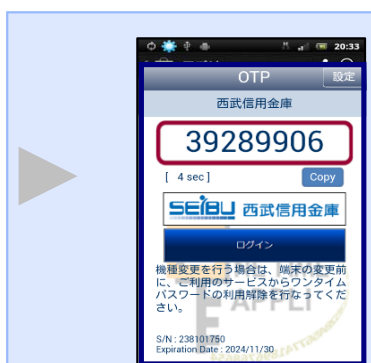 20:33
OTP
設定
西武信用金庫
39289906
[ 4 sec ]
Copy
SEIBU 西武信用金庫
ログイン
機種変更を行う場合は、端末の変更前
に、ご利用のサービスからワンタイム
パスワードの利用解除を行なってくだ
さい。
APPLI
S/N : 238101750
Expiration Date : 2024/11/30